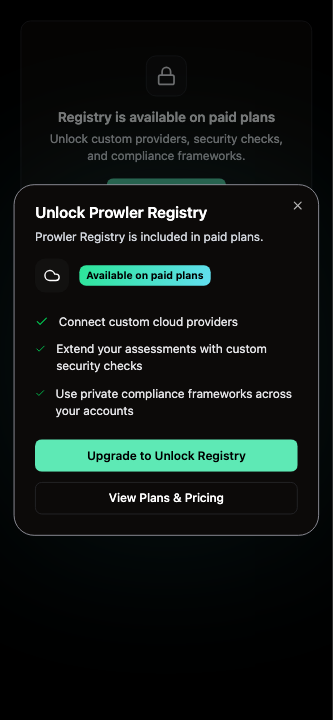 Registry is available on paid plans
Unlock custom providers, security checks,
and compliance frameworks.
Unlock Prowler Registry
Prowler Registry is included in paid plans.
Available on paid plans
Connect custom cloud providers
Extend your assessments with custom
security checks
Use private compliance frameworks across
your accounts
Upgrade to Unlock Registry
View Plans & Pricing